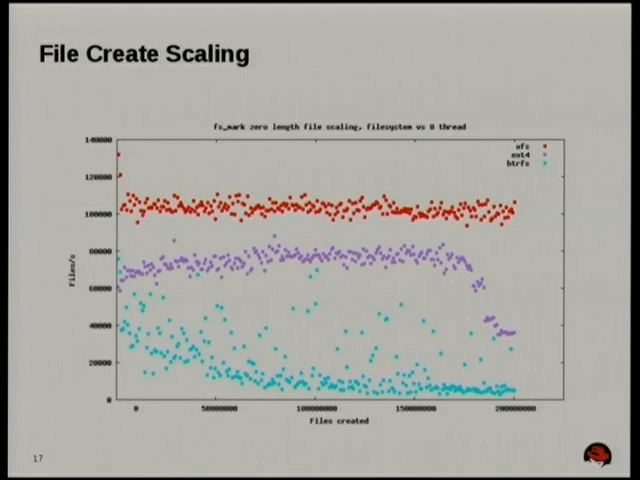 File Create Scaling
fs_mark zero length file scaling, filesystem vs 8 thread
140000
120000
100000
80000
60000
40000
20000
0
Files/s
xfs
ext4
btrfs
0
50000000
100000000
150000000
200000000
Files created
17